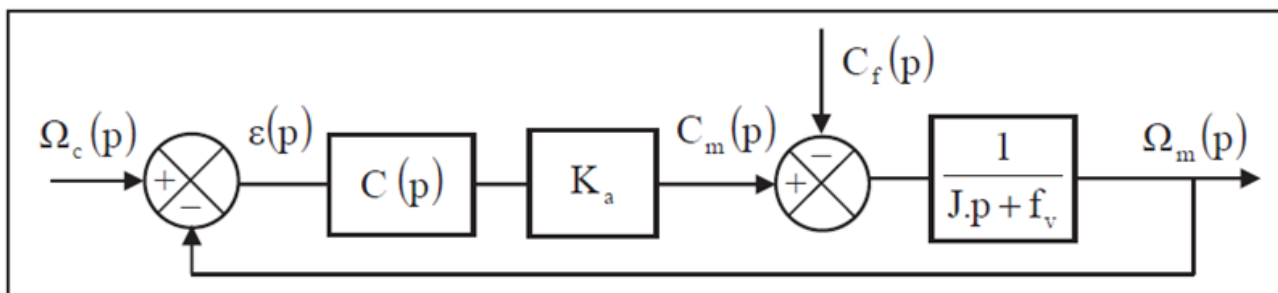 C_f(p)
Ω_c(p)
+
−
ε(p)
C(p)
K_a
C_m(p)
+
−
1
J.p + f_v
Ω_m(p)